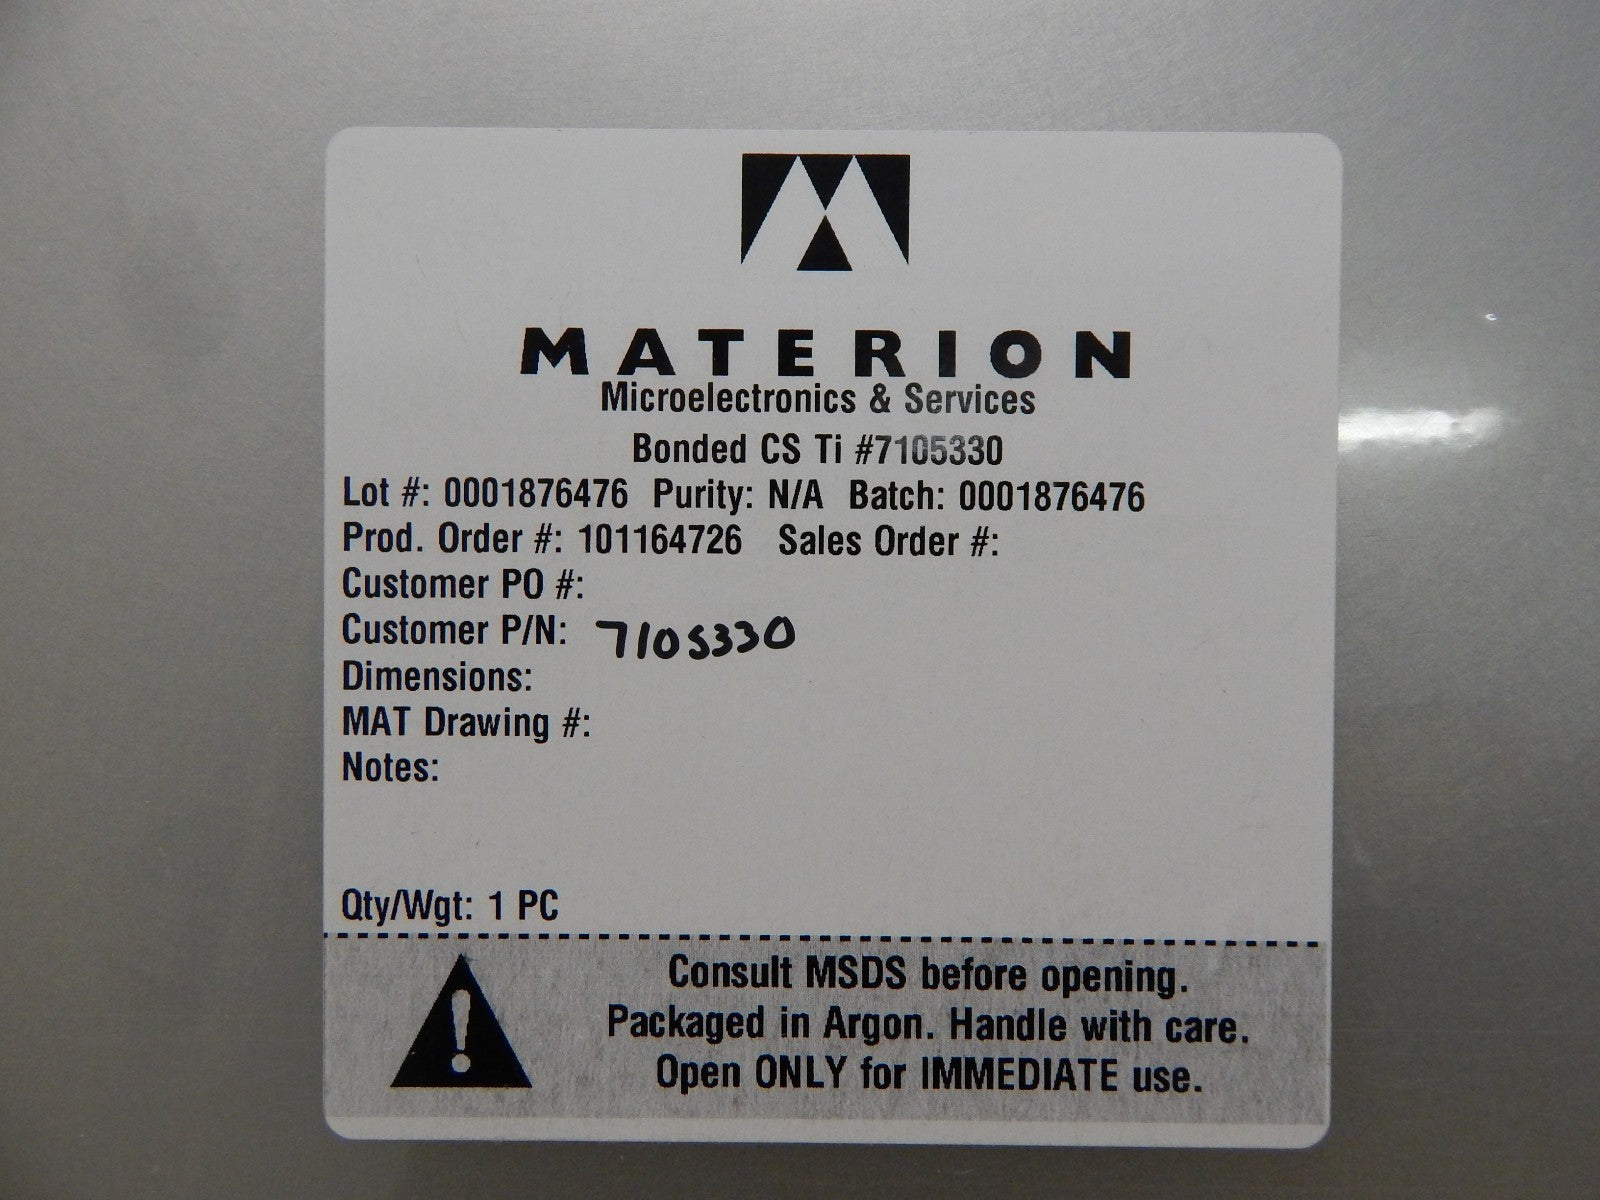 MATERION
Microelectronics & Services
Bonded CS Ti #7105330
Lot #: 0001876476 Purity: N/A Batch: 0001876476
Prod. Order #: 101164726 Sales Order #:
Customer PO #:
Customer P/N: 7105330
Dimensions:
MAT Drawing #:
Notes:
Qty/Wgt: 1 PC
Consult MSDS before opening.
Packaged in Argon. Handle with care.
Open ONLY for IMMEDIATE use.